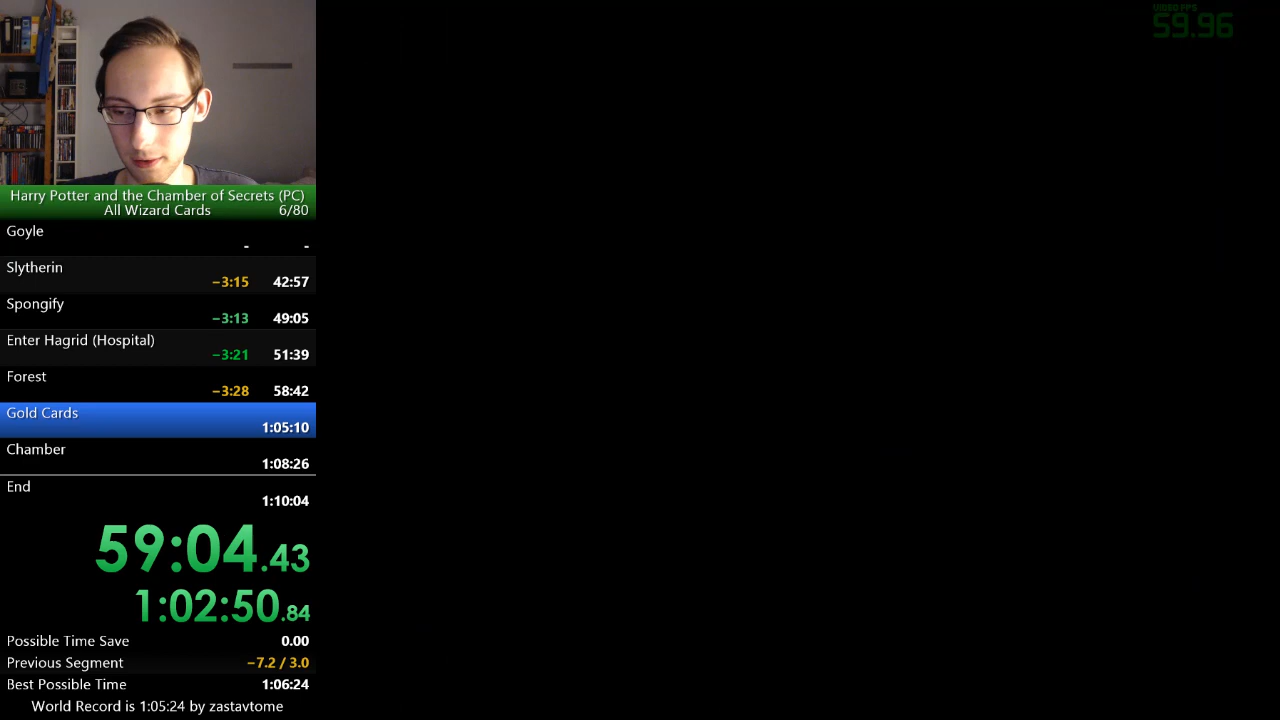 VIDEO FPS
59.96
Harry Potter and the Chamber of Secrets (PC)
All Wizard Cards 6/80
Goyle
- -
Slytherin
−3:15 42:57
Spongify
−3:13 49:05
Enter Hagrid (Hospital)
−3:21 51:39
Forest
−3:28 58:42
Gold Cards
1:05:10
Chamber
1:08:26
End
1:10:04
59:04.43
1:02:50.84
Possible Time Save 0.00
Previous Segment −7.2 / 3.0
Best Possible Time 1:06:24
World Record is 1:05:24 by zastavtome